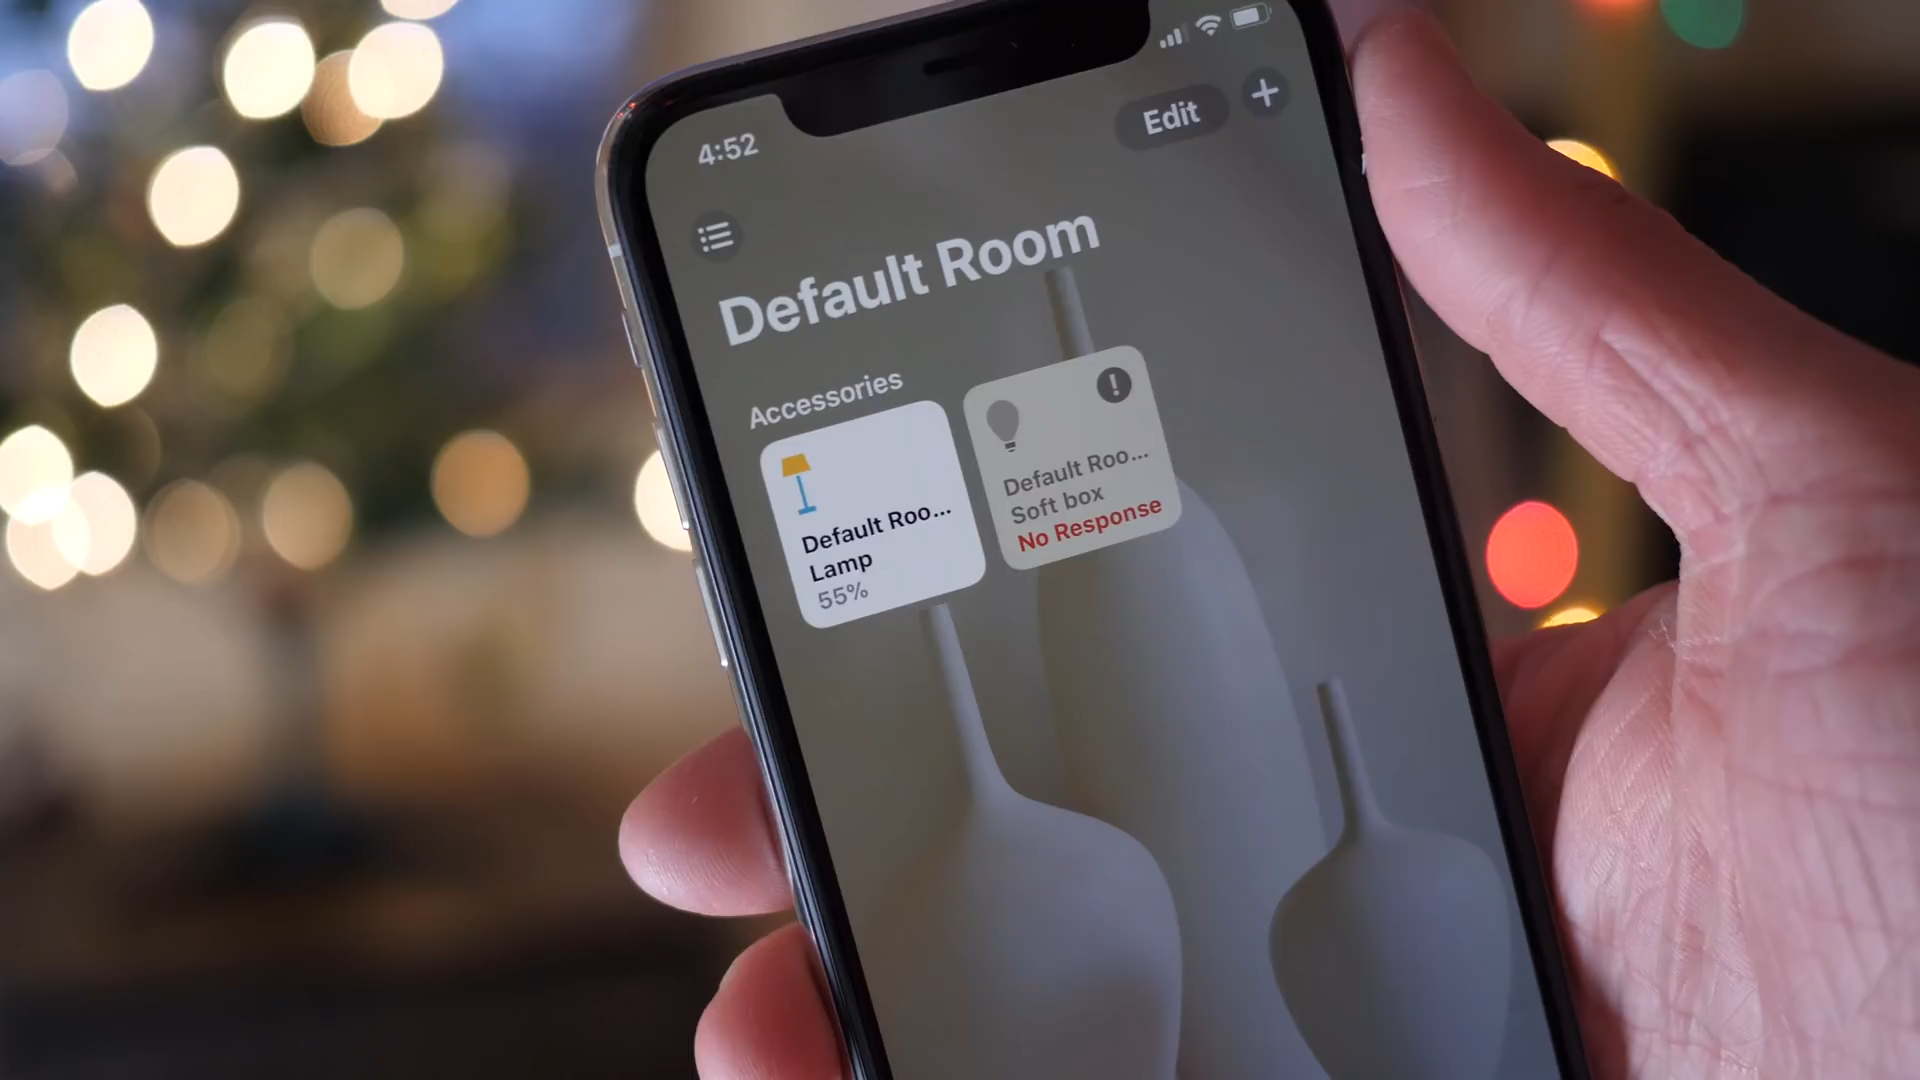 4:52
Edit
Default Room
Accessories
Default Roo...
Lamp
55%
Default Roo...
Soft box
No Response